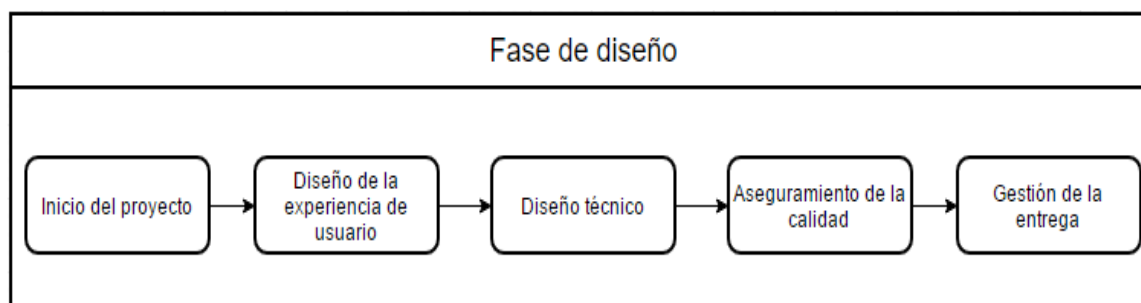 Fase de diseño
Inicio del proyecto
Diseño de la
experiencia de
usuario
Diseño técnico
Aseguramiento de la
calidad
Gestión de la
entrega